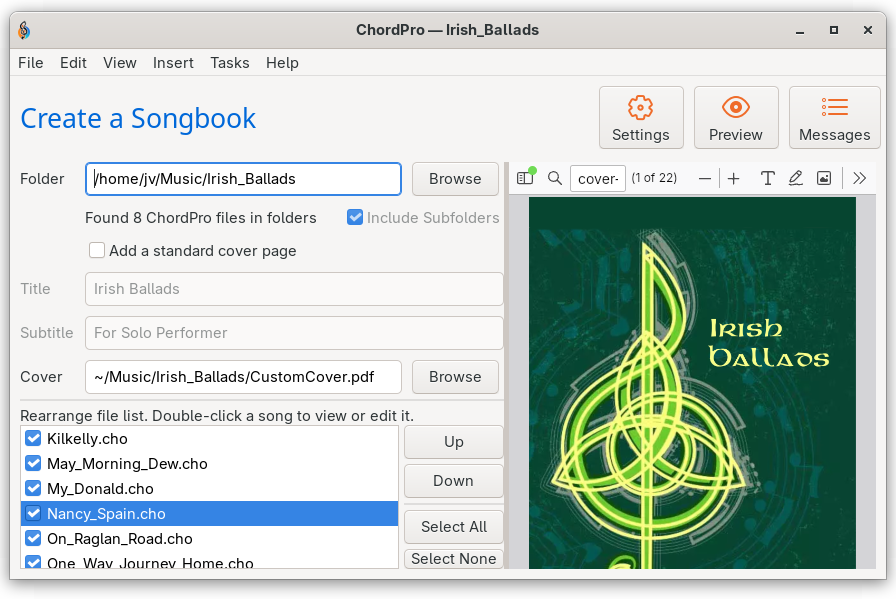 ChordPro — Irish_Ballads
File Edit View Insert Tasks Help
Create a Songbook
Settings Preview Messages
Folder /home/jv/Music/Irish_Ballads Browse
cover- (1 of 22)
Found 8 ChordPro files in folders Include Subfolders
Add a standard cover page
Title Irish Ballads
Subtitle For Solo Performer
Cover ~/Music/Irish_Ballads/CustomCover.pdf Browse
Rearrange file list. Double-click a song to view or edit it.
Kilkelly.cho
May_Morning_Dew.cho
My_Donald.cho
Nancy_Spain.cho
On_Raglan_Road.cho
One_Way_Journey_Home.cho
Up
Down
Select All
Select None
Irish
Ballads